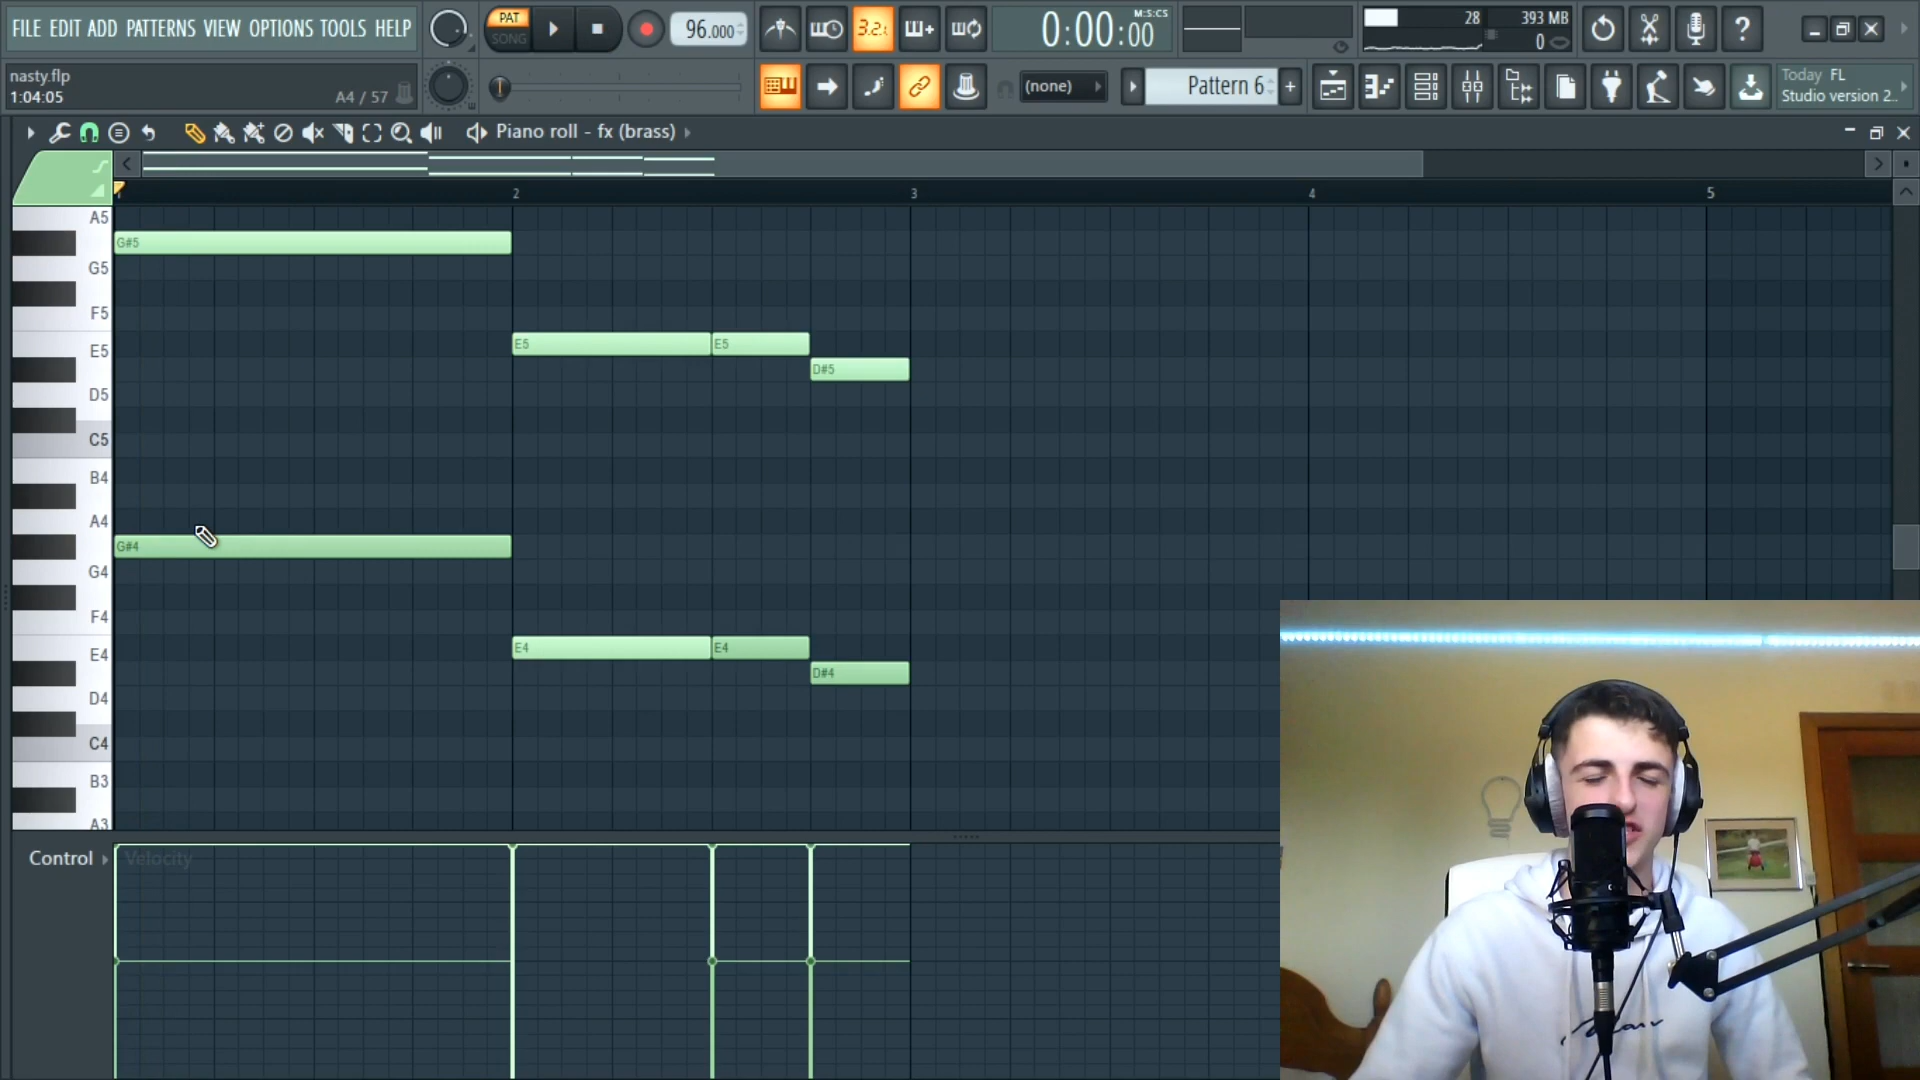 FILE EDIT ADD PATTERNS VIEW OPTIONS TOOLS HELP
PAT
SONG
96.000
3.2.
0:00:00
M:S:CS
28
393 MB
0
nasty.flp
1:04:05
A4 / 57
(none)
Pattern 6
Today FL
Studio version 2..
Piano roll - fx (brass)
2
3
4
5
A5
G5
F5
E5
D5
C5
B4
A4
G4
F4
E4
D4
C4
B3
A3
G#5
E5
E5
D#5
G#4
E4
E4
D#4
Control
Velocity